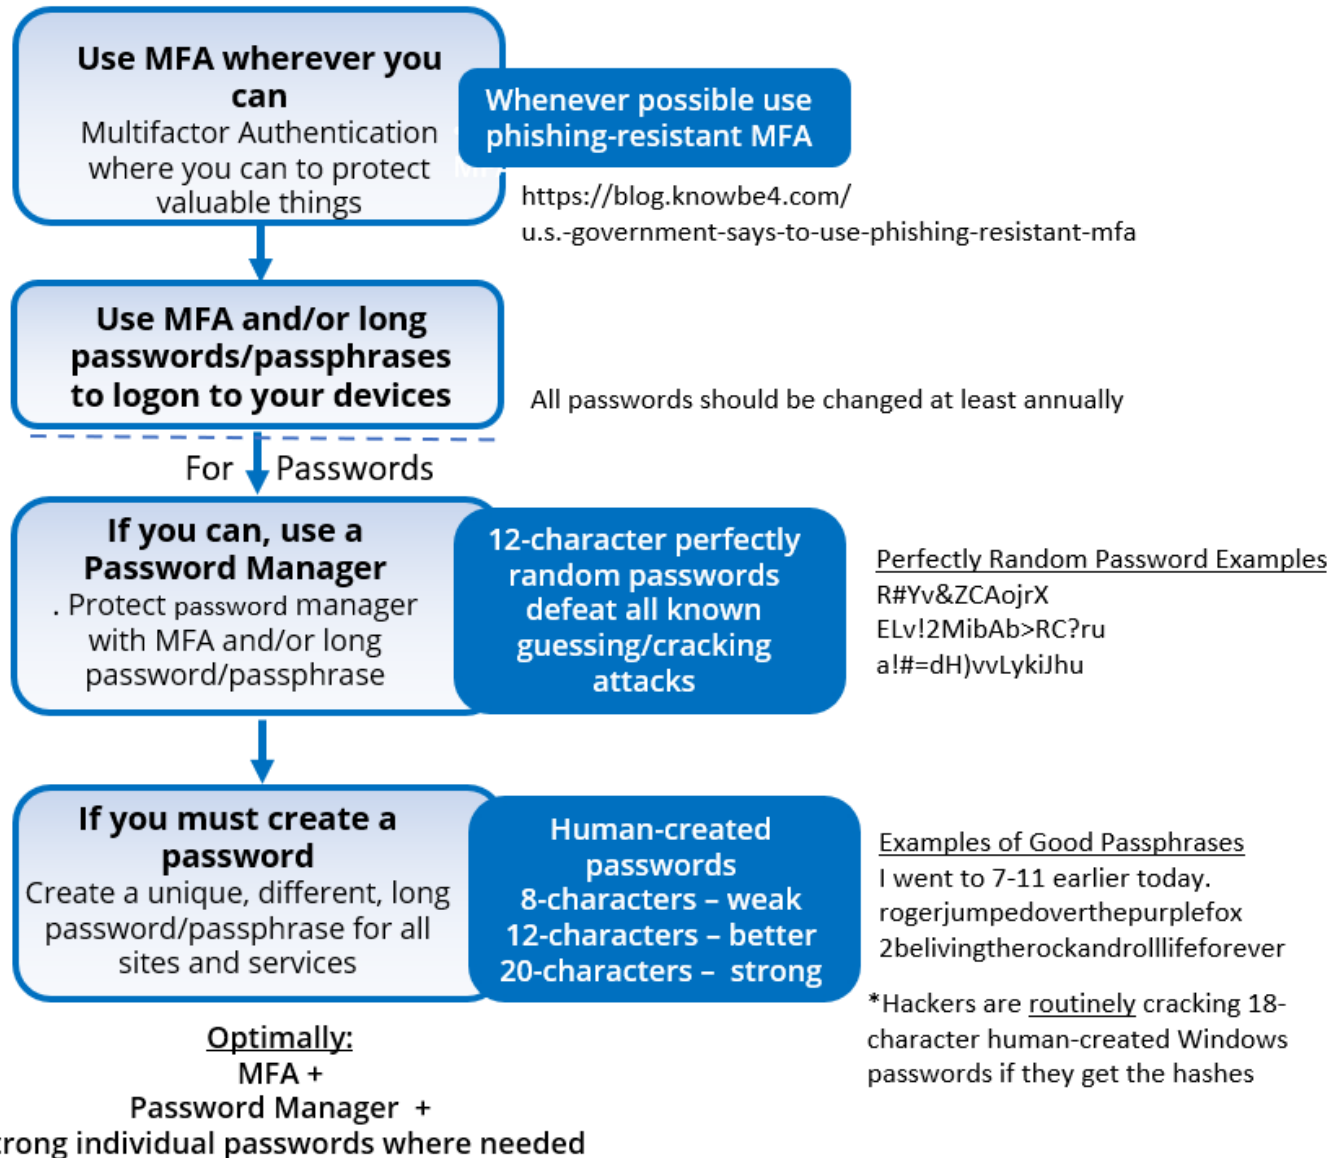 Use MFA wherever you
can
Multifactor Authentication
where you can to protect
valuable things
Whenever possible use
phishing-resistant MFA
https://blog.knowbe4.com/
u.s.-government-says-to-use-phishing-resistant-mfa
Use MFA and/or long
passwords/passphrases
to logon to your devices
All passwords should be changed at least annually
For Passwords
If you can, use a
Password Manager
. Protect password manager
with MFA and/or long
password/passphrase
12-character perfectly
random passwords
defeat all known
guessing/cracking
attacks
Perfectly Random Password Examples
R#Yv&ZCAojrX
ELv!2MibAb>RC?ru
a!#=dH)vvLykiJhu
If you must create a
password
Create a unique, different, long
password/passphrase for all
sites and services
Human-created
passwords
8-characters – weak
12-characters – better
20-characters – strong
Examples of Good Passphrases
I went to 7-11 earlier today.
rogerjumpedoverthepurplefox
2belivingtherockandrolllifeforever
*Hackers are routinely cracking 18-
character human-created Windows
passwords if they get the hashes
Optimally:
MFA +
Password Manager +
trong individual passwords where needed